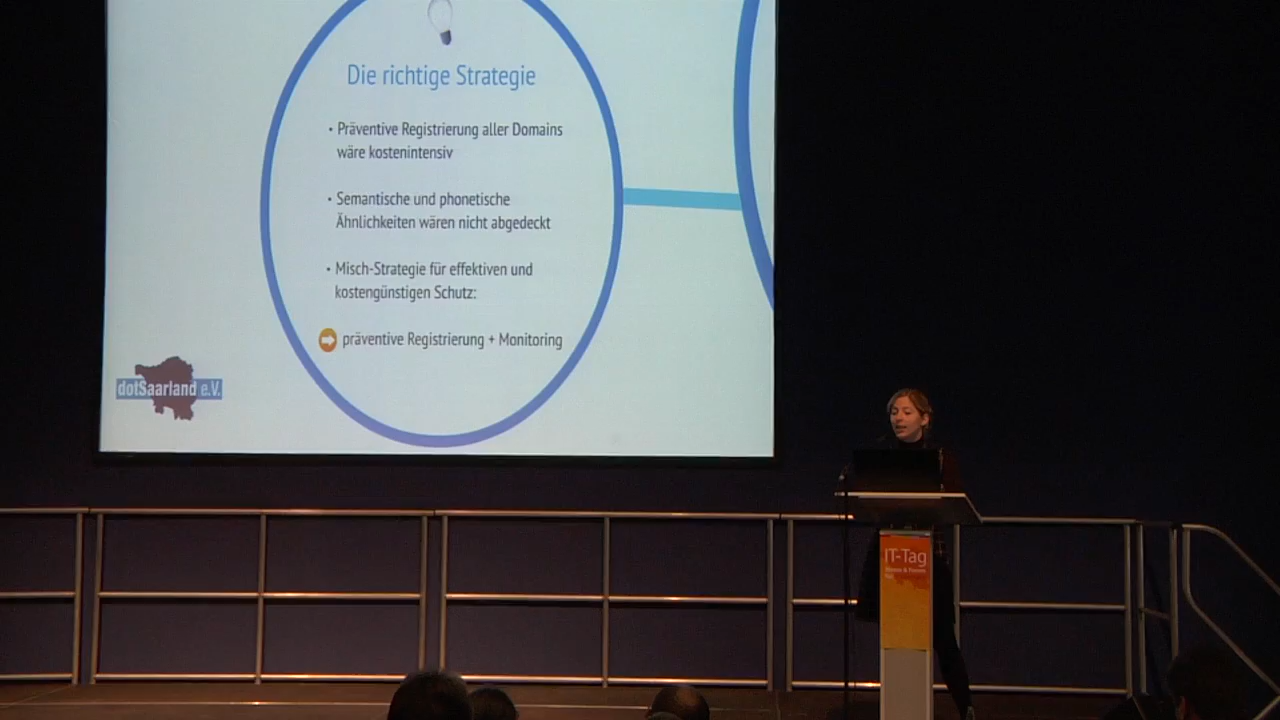 Die richtige Strategie
• Präventive Registrierung aller Domains
wäre kostenintensiv
• Semantische und phonetische
Ähnlichkeiten wären nicht abgedeckt
• Misch-Strategie für effektiven und
kostengünstigen Schutz:
präventive Registrierung + Monitoring
dotSaarland e.V.
IT-Tag